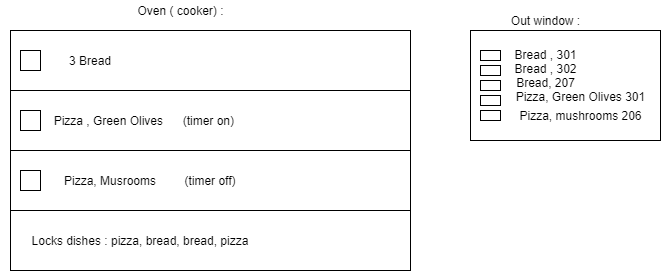 Oven ( cooker) :
3 Bread
Pizza , Green Olives (timer on)
Pizza, Musrooms (timer off)
Locks dishes : pizza, bread, bread, pizza
Out window :
Bread , 301
Bread , 302
Bread, 207
Pizza, Green Olives 301
Pizza, mushrooms 206